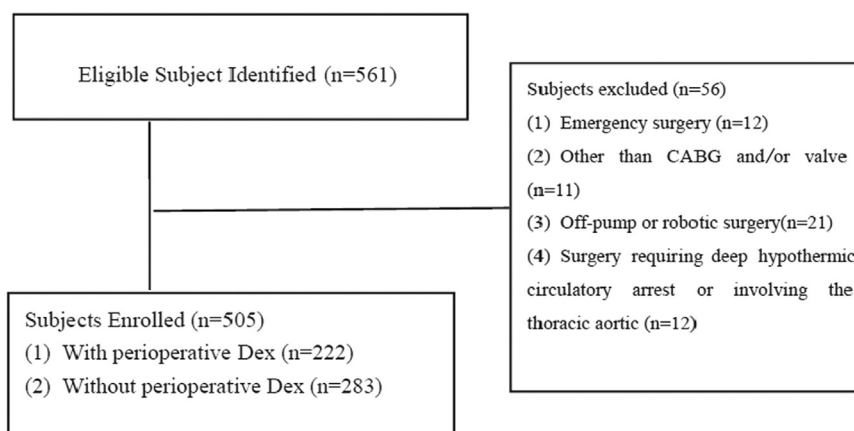 Eligible Subject Identified (n=561)
Subjects excluded (n=56)
(1) Emergency surgery (n=12)
(2) Other than CABG and/or valve
(n=11)
(3) Off-pump or robotic surgery(n=21)
(4) Surgery requiring deep hypothermic
circulatory arrest or involving the
thoracic aortic (n=12)
Subjects Enrolled (n=505)
(1) With perioperative Dex (n=222)
(2) Without perioperative Dex (n=283)